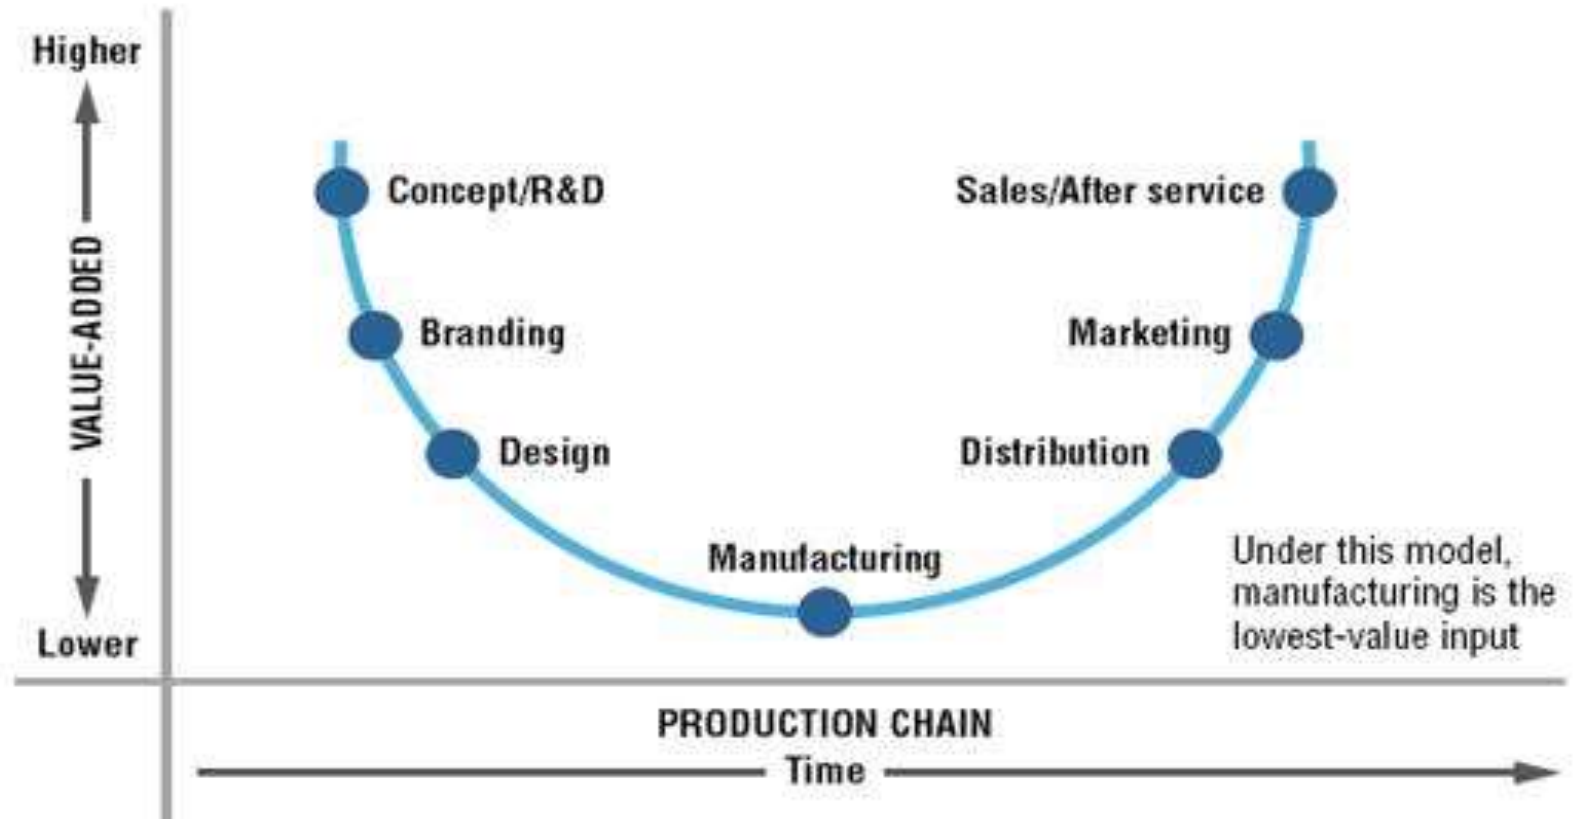 Higher
VALUE-ADDED
Lower
Concept/R&D
Branding
Design
Manufacturing
Sales/After service
Marketing
Distribution
Under this model,
manufacturing is the
lowest-value input
PRODUCTION CHAIN
Time